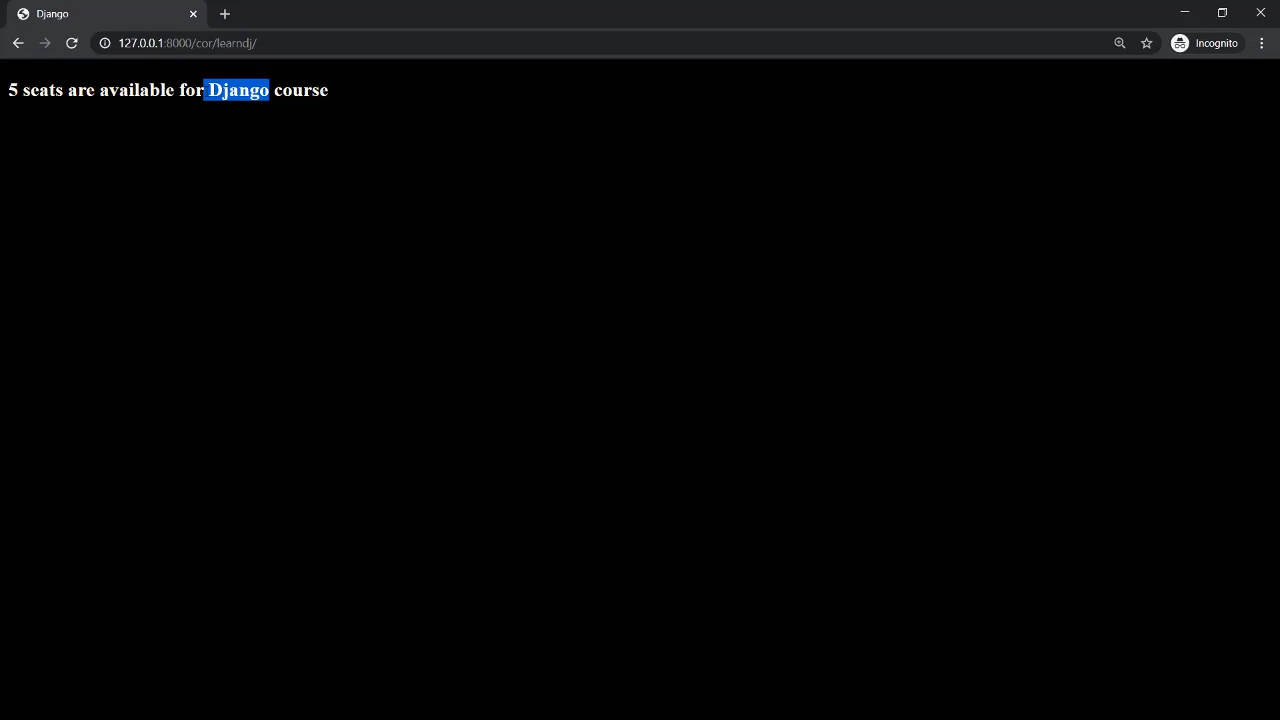 Django
127.0.0.1:8000/cor/learndj/
Incognito
5 seats are available for Django course